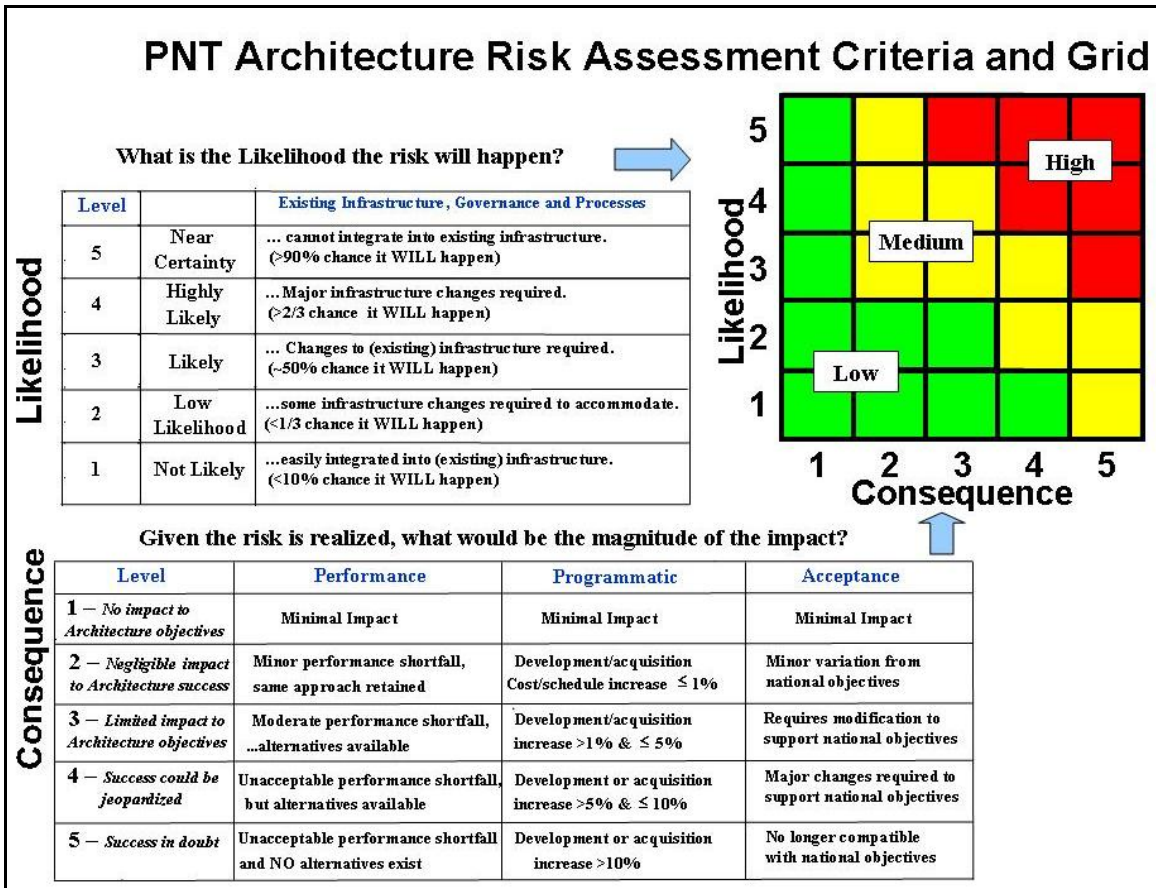 PNT Architecture Risk Assessment Criteria and Grid
What is the Likelihood the risk will happen?
Likelihood
Level
Existing Infrastructure, Governance and Processes
5
Near
Certainty
… cannot integrate into existing infrastructure.
(>90% chance it WILL happen)
4
Highly
Likely
…Major infrastructure changes required.
(>2/3 chance it WILL happen)
3
Likely
… Changes to (existing) infrastructure required.
(~50% chance it WILL happen)
2
Low
Likelihood
…some infrastructure changes required to accommodate.
(<1/3 chance it WILL happen)
1
Not Likely
…easily integrated into (existing) infrastructure.
(<10% chance it WILL happen)
Likelihood
5
4
3
2
1
High
Medium
Low
1 2 3 4 5
Consequence
Given the risk is realized, what would be the magnitude of the impact?
Consequence
Level
Performance
Programmatic
Acceptance
1 – No impact to
Architecture objectives
Minimal Impact
Minimal Impact
Minimal Impact
2 – Negligible impact
to Architecture success
Minor performance shortfall,
same approach retained
Development/acquisition
Cost/schedule increase ≤ 1%
Minor variation from
national objectives
3 – Limited impact to
Architecture objectives
Moderate performance shortfall,
...alternatives available
Development/acquisition
increase >1% & ≤ 5%
Requires modification to
support national objectives
4 – Success could be
jeopardized
Unacceptable performance shortfall,
but alternatives available
Development or acquisition
increase >5% & ≤ 10%
Major changes required to
support national objectives
5 – Success in doubt
Unacceptable performance shortfall
and NO alternatives exist
Development or acquisition
increase >10%
No longer compatible
with national objectives